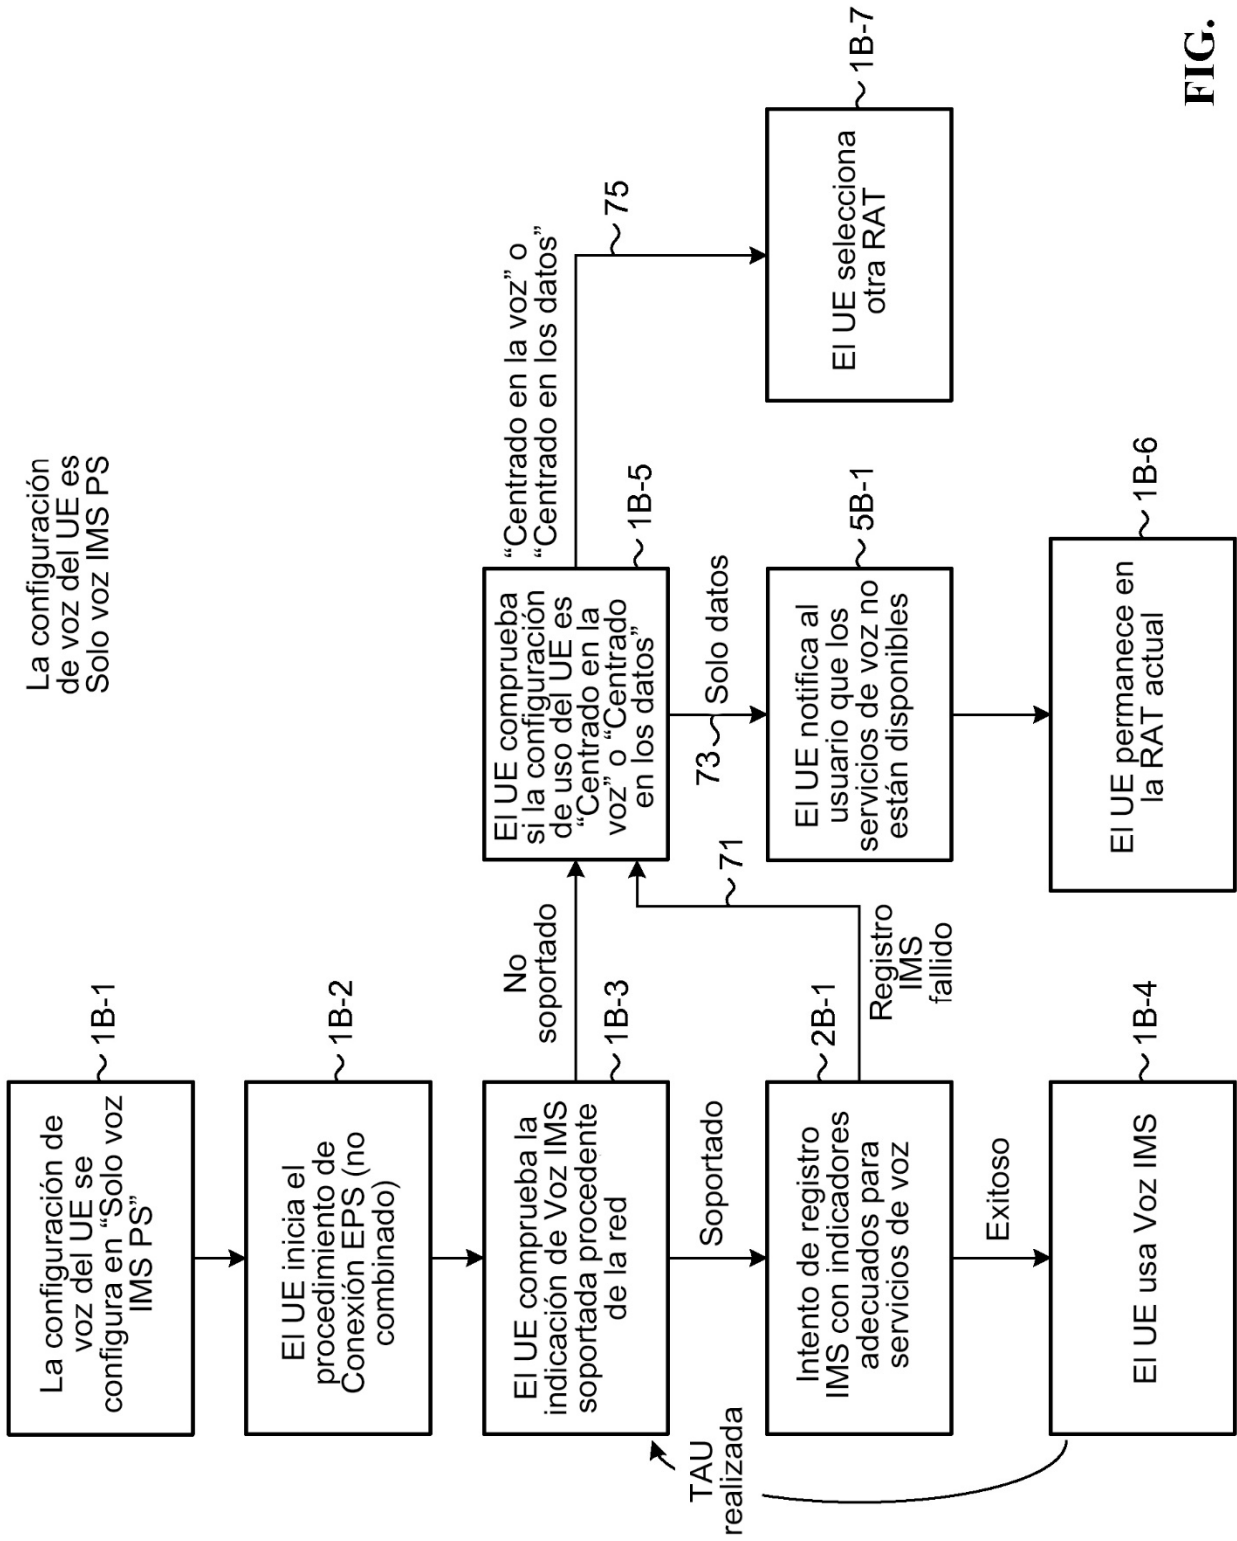 La configuración
de voz del UE es
Solo voz IMS PS
La configuración de
voz del UE se
configura en “Solo voz
IMS PS”
1B-1
El UE inicia el
procedimiento de
Conexión EPS (no
combinado)
1B-2
El UE comprueba la
indicación de Voz IMS
soportada procedente
de la red
1B-3
No
soportado
El UE comprueba
si la configuración
de uso del UE es
“Centrado en la
voz” o “Centrado
en los datos”
1B-5
“Centrado en la voz” o
“Centrado en los datos”
75
TAU
realizada
Soportado
73
Solo datos
Intento de registro
IMS con indicadores
adecuados para
servicios de voz
2B-1
71
Registro
IMS
fallido
El UE notifica al
usuario que los
servicios de voz no
están disponibles
5B-1
El UE selecciona
otra RAT
1B-7
Exitoso
El UE usa Voz IMS
1B-4
El UE permanece en
la RAT actual
1B-6
FIG.